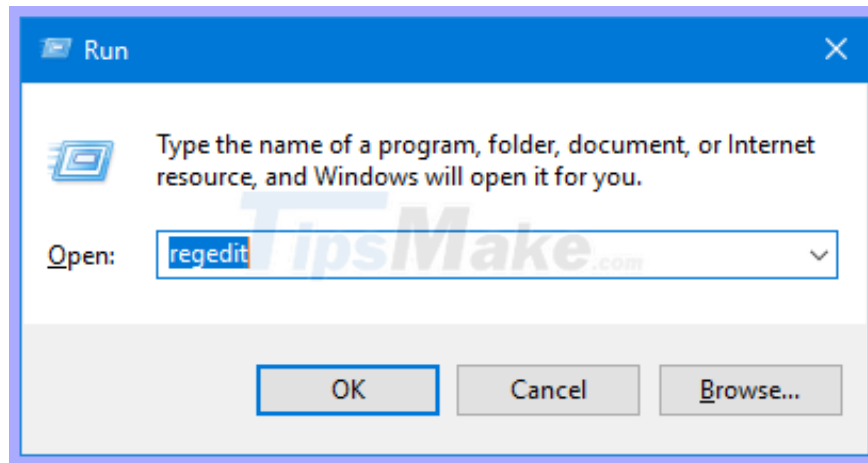 Run
Type the name of a program, folder, document, or Internet
resource, and Windows will open it for you.
Open: regedit
TipsMake.com
OK Cancel Browse...